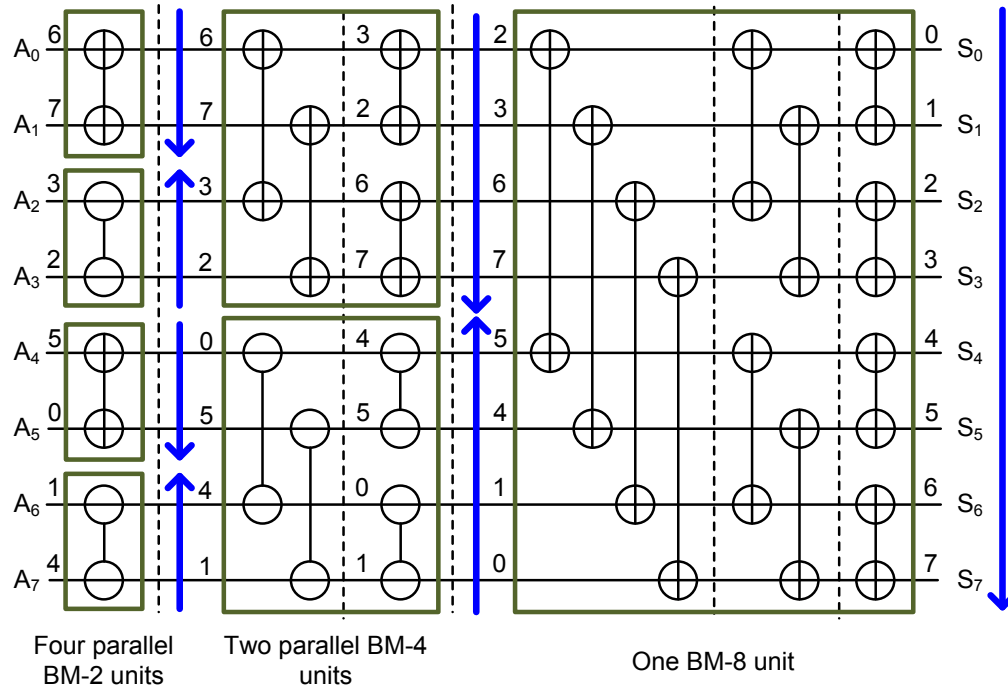 A0 6 6 3 2 0 S0
A1 7 7 2 3 1 S1
A2 3 3 6 6 2 S2
A3 2 2 7 7 3 S3
A4 5 0 4 5 4 S4
A5 0 5 5 4 5 S5
A6 1 4 0 1 6 S6
A7 4 1 1 0 7 S7
Four parallel
BM-2 units
Two parallel BM-4
units
One BM-8 unit